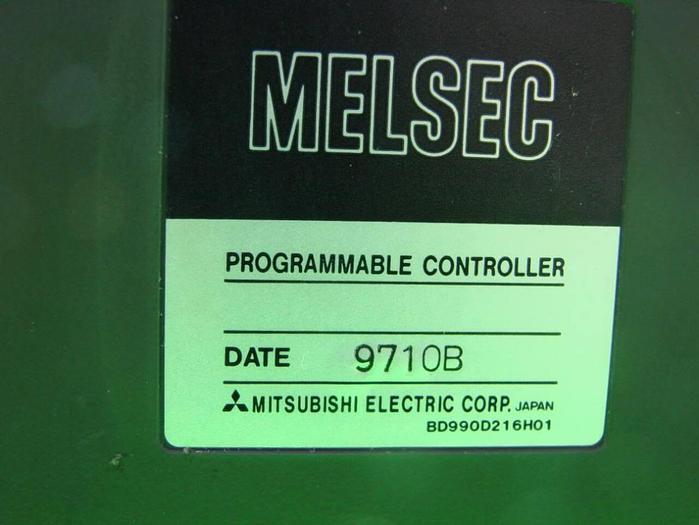 MELSEC
PROGRAMMABLE CONTROLLER
DATE 9710B
MITSUBISHI ELECTRIC CORP. JAPAN
BD990D216H01